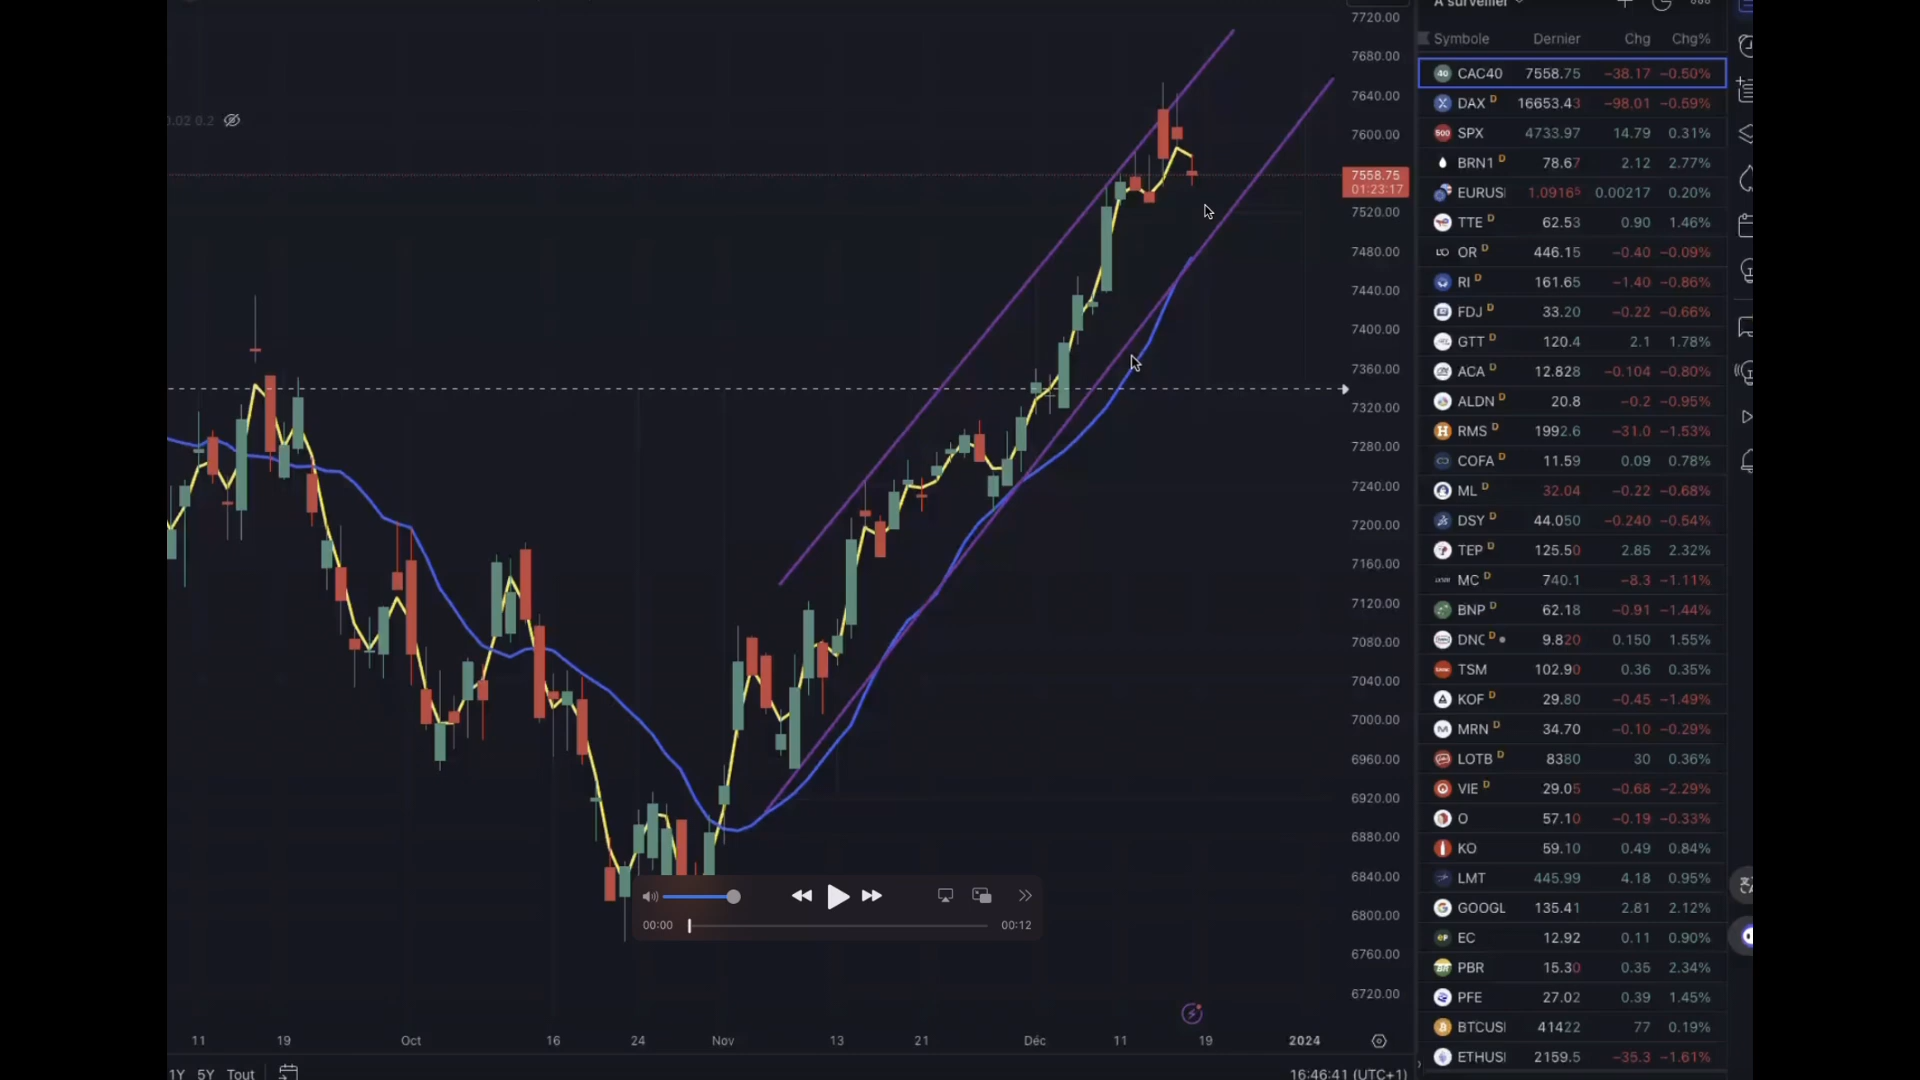 A surveiller
Symbole Dernier Chg Chg%
CAC40 7558.75 −38.17 −0.50%
DAX D 16653.43 −98.01 −0.59%
SPX 4733.97 14.79 0.31%
BRN1 D 78.67 2.12 2.77%
EURUS 1.09165 0.00217 0.20%
TTE D 62.53 0.90 1.46%
OR D 446.15 −0.40 −0.09%
RI D 161.65 −1.40 −0.86%
FDJ D 33.20 −0.22 −0.66%
GTT D 120.4 2.1 1.78%
ACA D 12.828 −0.104 −0.80%
ALDN D 20.8 −0.2 −0.95%
RMS D 1992.6 −31.0 −1.53%
COFA D 11.59 0.09 0.78%
ML D 32.04 −0.22 −0.68%
DSY D 44.050 −0.240 −0.54%
TEP D 125.50 2.85 2.32%
MC D 740.1 −8.3 −1.11%
BNP D 62.18 −0.91 −1.44%
DNC D 9.820 0.150 1.55%
TSM 102.90 0.36 0.35%
KOF D 29.80 −0.45 −1.49%
MRN D 34.70 −0.10 −0.29%
LOTB D 8380 30 0.36%
VIE D 29.05 −0.68 −2.29%
O 57.10 −0.19 −0.33%
KO 59.10 0.49 0.84%
LMT 445.99 4.18 0.95%
GOOGL 135.41 2.81 2.12%
EC 12.92 0.11 0.90%
PBR 15.30 0.35 2.34%
PFE 27.02 0.39 1.45%
BTCUS 41422 77 0.19%
ETHUS 2159.5 −35.3 −1.61%
0.02 0.2
7720.00
7680.00
7640.00
7600.00
7558.75
01:23:17
7520.00
7480.00
7440.00
7400.00
7360.00
7320.00
7280.00
7240.00
7200.00
7160.00
7120.00
7080.00
7040.00
7000.00
6960.00
6920.00
6880.00
6840.00
6800.00
6760.00
6720.00
00:00 00:12
11 19 Oct 16 24 Nov 13 21 Déc 11 19 2024
1Y 5Y Tout 16:46:41 (UTC+1)